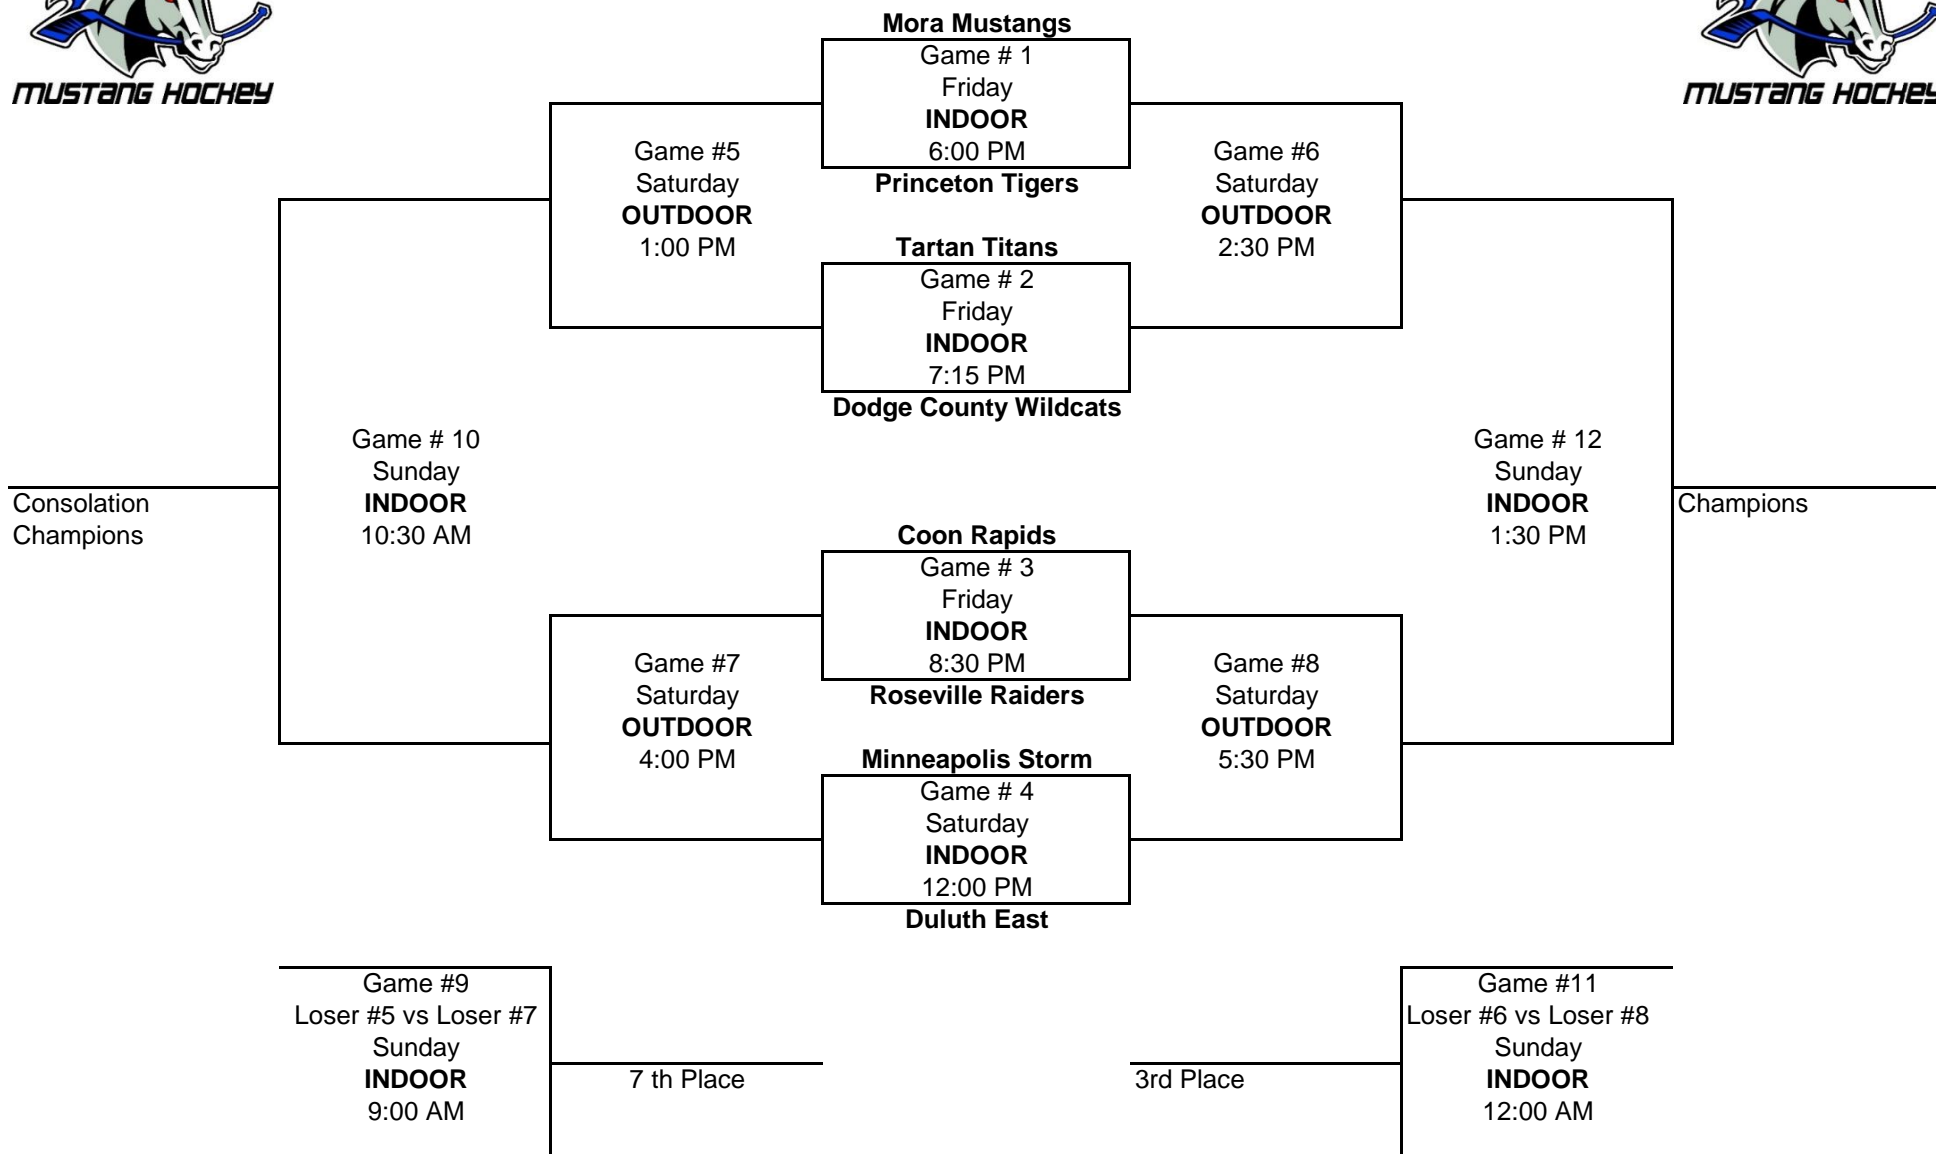 MUSTANG HOCKEY
MUSTANG HOCKEY
Mora Mustangs
Game # 1
Friday
INDOOR
6:00 PM
Princeton Tigers
Game #5
Saturday
OUTDOOR
1:00 PM
Game #6
Saturday
OUTDOOR
2:30 PM
Tartan Titans
Game # 2
Friday
INDOOR
7:15 PM
Dodge County Wildcats
Game # 10
Sunday
INDOOR
10:30 AM
Consolation
Champions
Game # 12
Sunday
INDOOR
1:30 PM
Champions
Coon Rapids
Game # 3
Friday
INDOOR
8:30 PM
Roseville Raiders
Game #7
Saturday
OUTDOOR
4:00 PM
Game #8
Saturday
OUTDOOR
5:30 PM
Minneapolis Storm
Game # 4
Saturday
INDOOR
12:00 PM
Duluth East
Game #9
Loser #5 vs Loser #7
Sunday
INDOOR
9:00 AM
7 th Place
3rd Place
Game #11
Loser #6 vs Loser #8
Sunday
INDOOR
12:00 AM